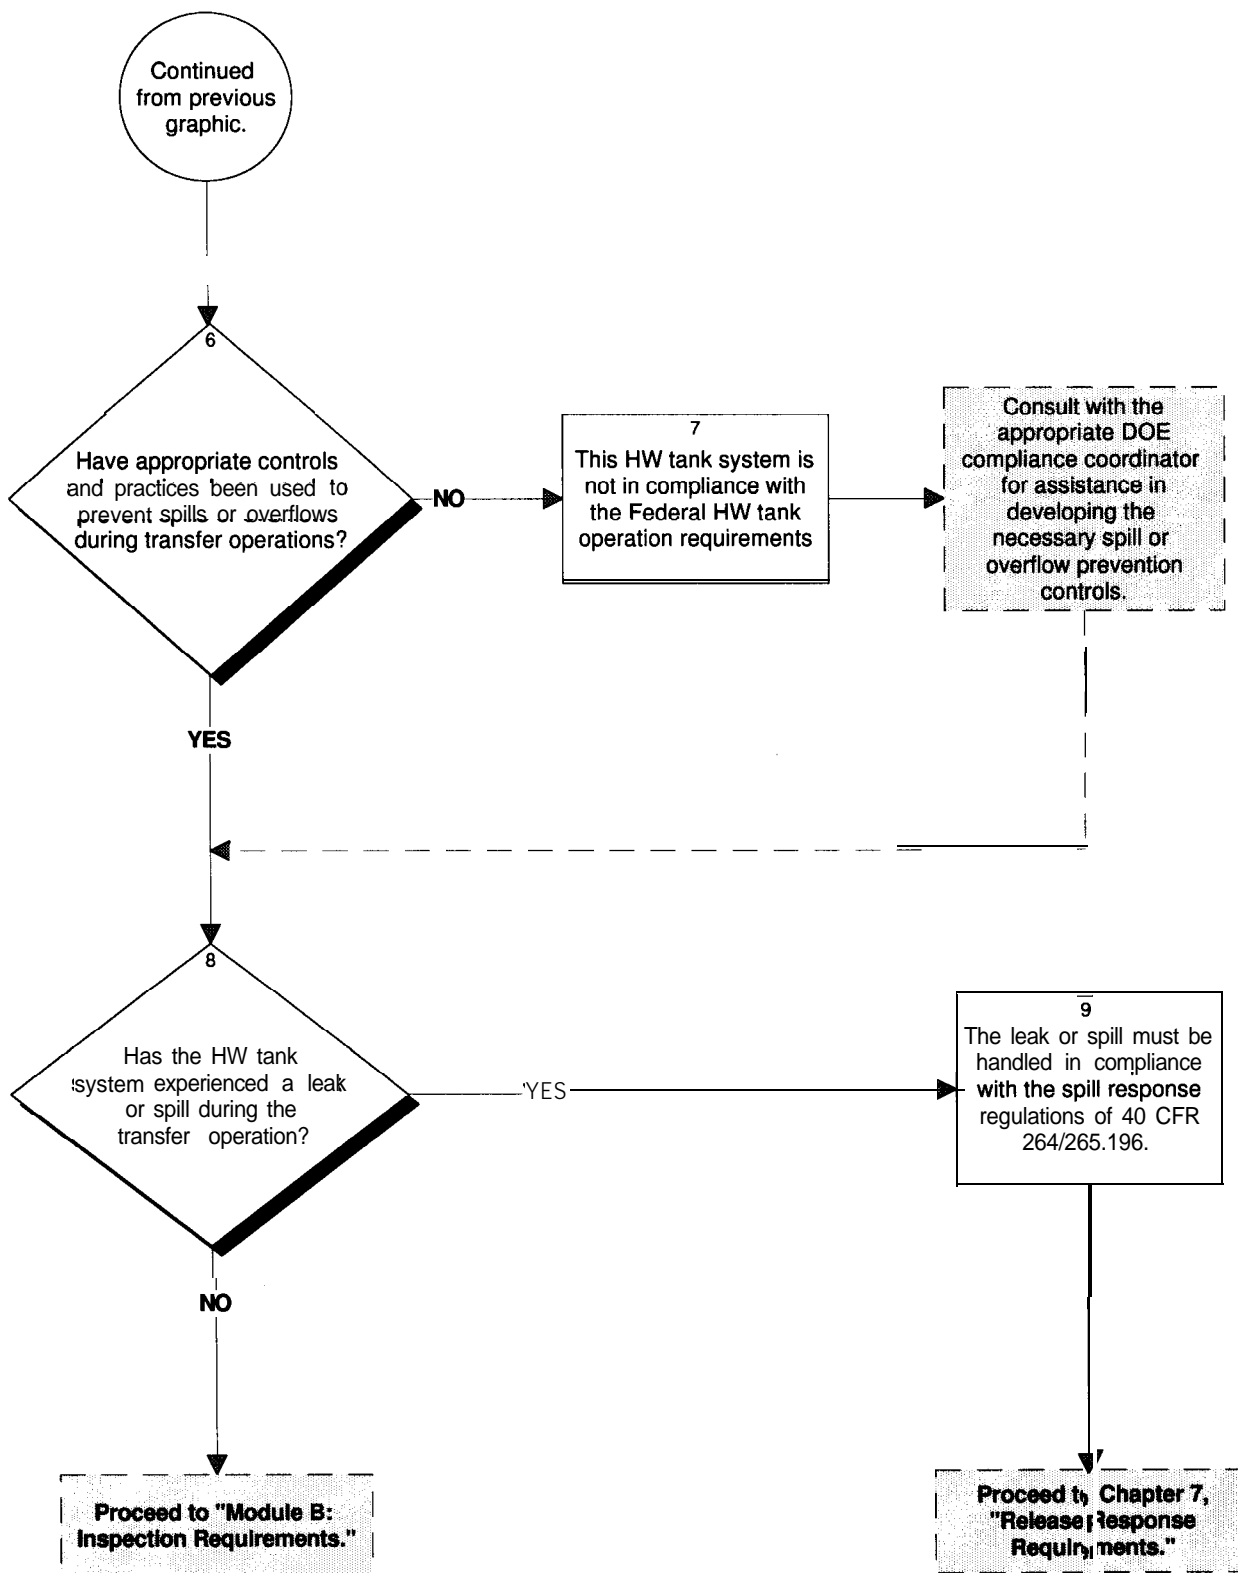 Continued
from previous
graphic.
6
Have appropriate controls
and practices been used to
prevent spills or overflows
during transfer operations?
NO
7
This HW tank system is
not in compliance with
the Federal HW tank
operation requirements
Consult with the
appropriate DOE
compliance coordinator
for assistance in
developing the
necessary spill or
overflow prevention
controls.
YES
8
Has the HW tank
system experienced a leak
or spill during the
transfer operation?
YES
9
The leak or spill must be
handled in compliance
with the spill response
regulations of 40 CFR
264/265.196.
NO
Proceed to "Module B:
Inspection Requirements."
Proceed to Chapter 7,
"Release Response
Requirements."